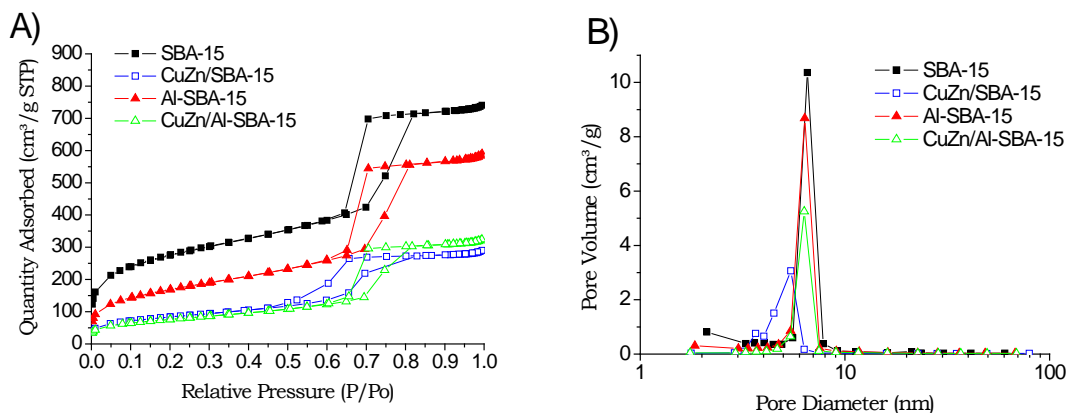 A)
SBA-15
CuZn/SBA-15
Al-SBA-15
CuZn/Al-SBA-15
Quantity Adsorbed (cm³/g STP)
900
800
700
600
500
400
300
200
100
0
0.0 0.1 0.2 0.3 0.4 0.5 0.6 0.7 0.8 0.9 1.0
Relative Pressure (P/Po)
B)
SBA-15
CuZn/SBA-15
Al-SBA-15
CuZn/Al-SBA-15
Pore Volume (cm³/g)
10
8
6
4
2
0
1 10 100
Pore Diameter (nm)